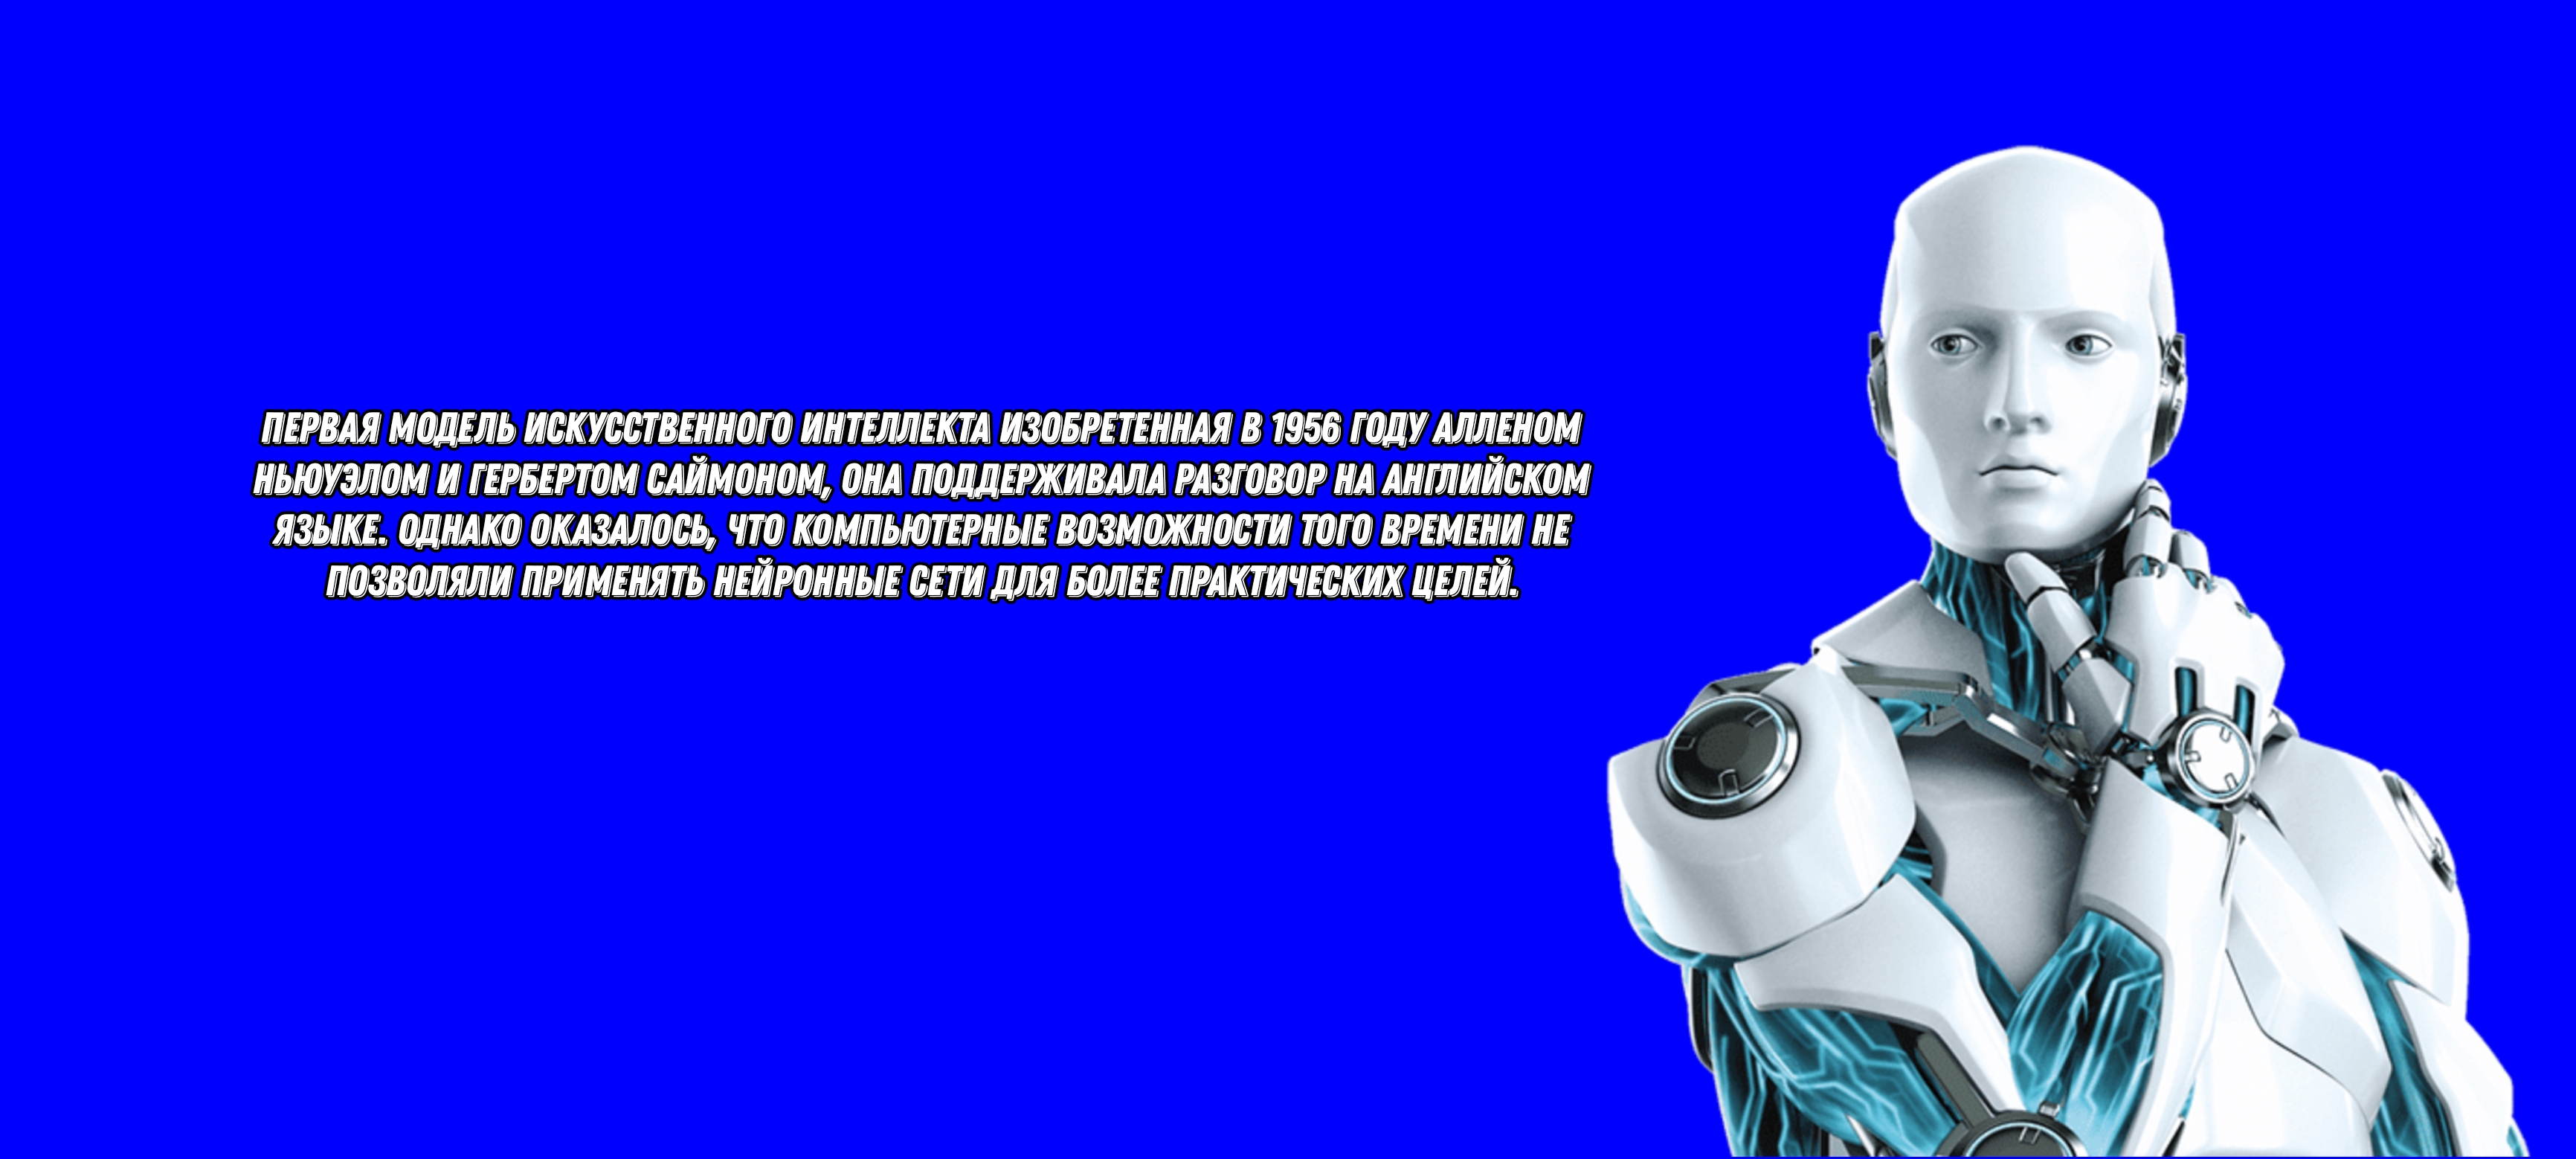 ПЕРВАЯ МОДЕЛЬ ИСКУССТВЕННОГО ИНТЕЛЛЕКТА ИЗОБРЕТЕННАЯ В 1956 ГОДУ АЛЛЕНОМ
НЬЮУЭЛОМ И ГЕРБЕРТОМ САЙМОНОМ, ОНА ПОДДЕРЖИВАЛА РАЗГОВОР НА АНГЛИЙСКОМ
ЯЗЫКЕ. ОДНАКО ОКАЗАЛОСЬ, ЧТО КОМПЬЮТЕРНЫЕ ВОЗМОЖНОСТИ ТОГО ВРЕМЕНИ НЕ
ПОЗВОЛЯЛИ ПРИМЕНЯТЬ НЕЙРОННЫЕ СЕТИ ДЛЯ БОЛЕЕ ПРАКТИЧЕСКИХ ЦЕЛЕЙ.